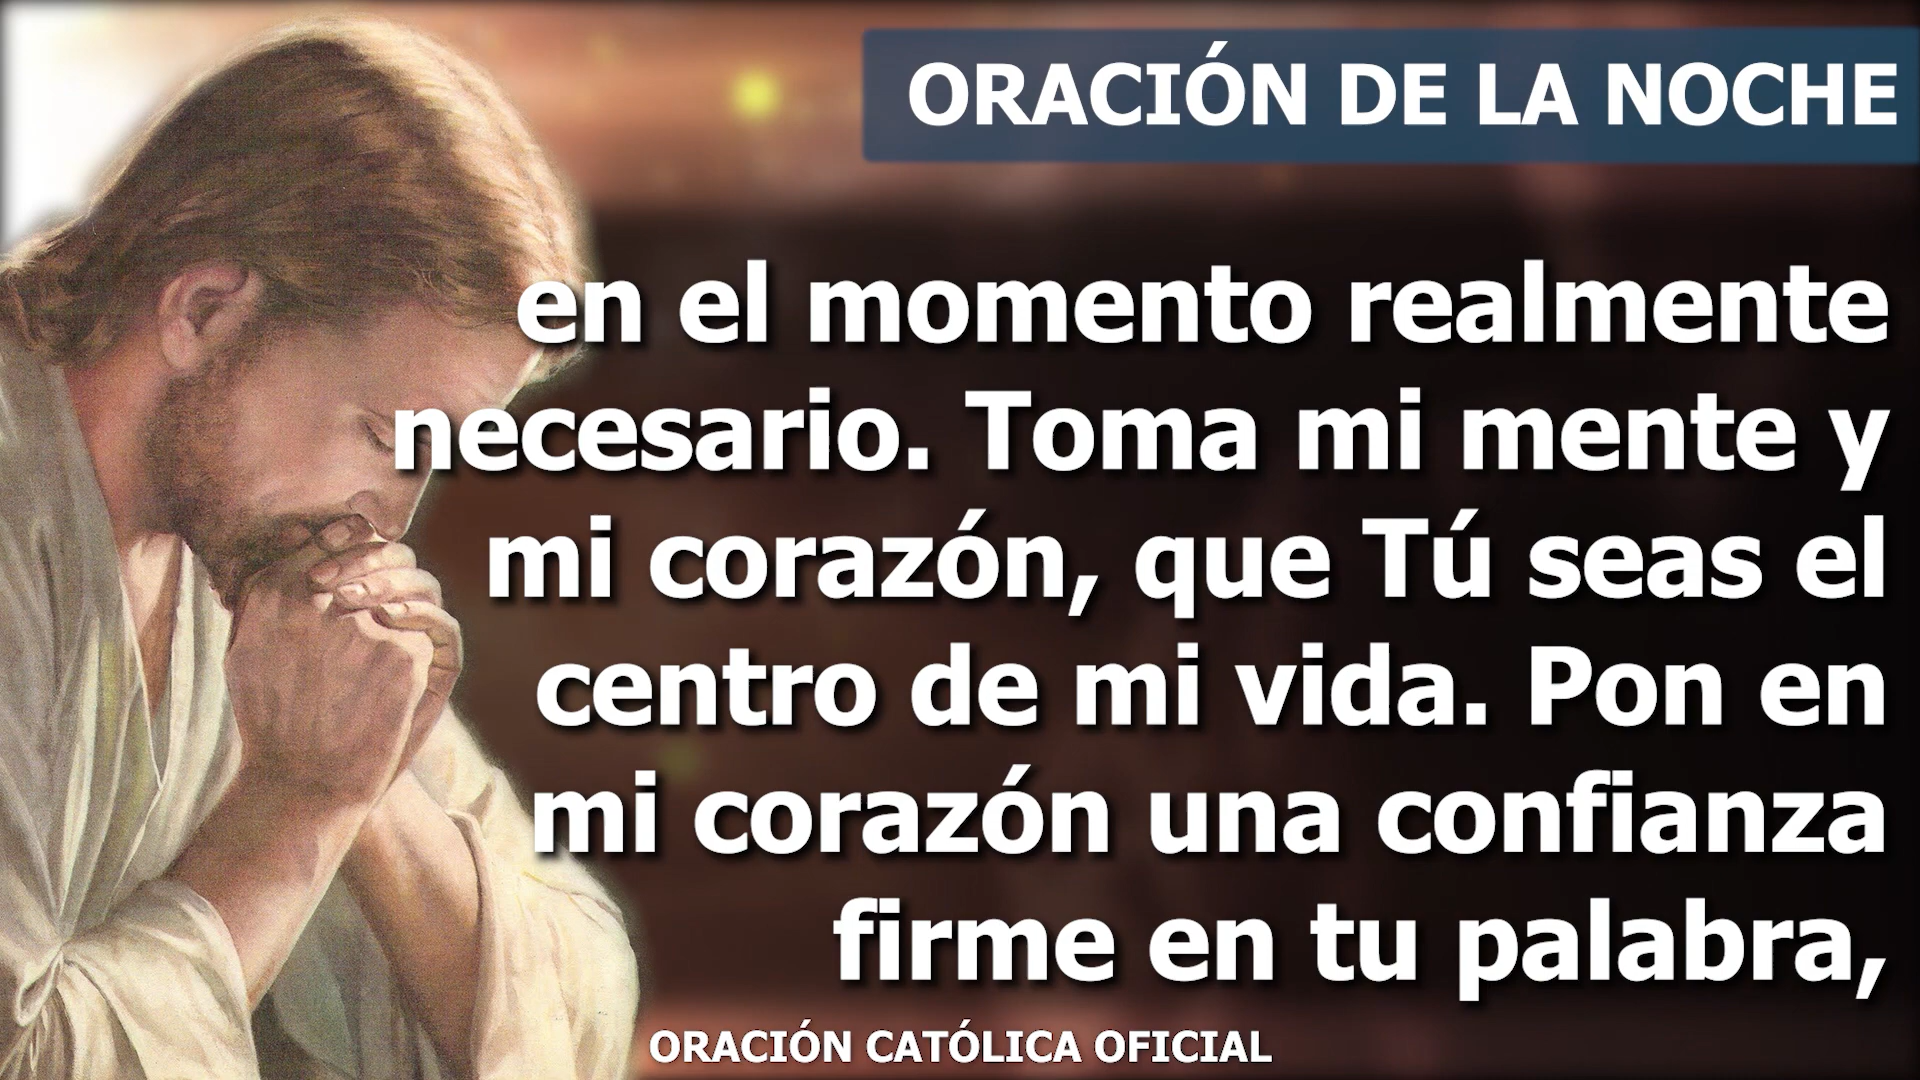 ORACIÓN DE LA NOCHE
en el momento realmente
necesario. Toma mi mente y
mi corazón, que Tú seas el
centro de mi vida. Pon en
mi corazón una confianza
firme en tu palabra,
ORACIÓN CATÓLICA OFICIAL